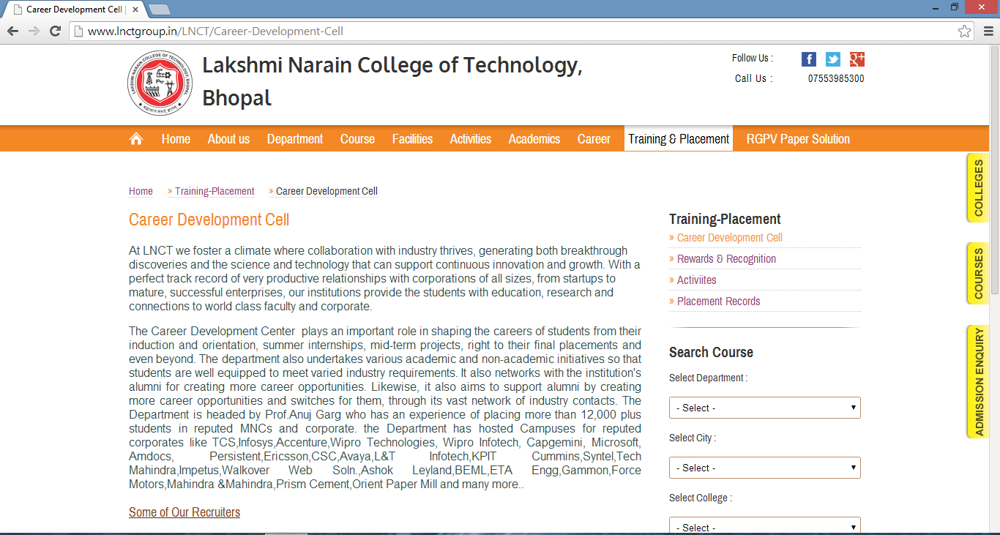 Career Development Cell |
www.lnctgroup.in/LNCT/Career-Development-Cell
LAKSHMI NARAIN COLLEGE OF TECHNOLOGY, BHOPAL
Lakshmi Narain College of Technology,
Bhopal
Follow Us :
Call Us : 07553985300
Home About us Department Course Facilities Activities Academics Career Training & Placement RGPV Paper Solution
Home » Training-Placement » Career Development Cell
Career Development Cell
At LNCT we foster a climate where collaboration with industry thrives, generating both breakthrough
discoveries and the science and technology that can support continuous innovation and growth. With a
perfect track record of very productive relationships with corporations of all sizes, from startups to
mature, successful enterprises, our institutions provide the students with education, research and
connections to world class faculty and corporate.
The Career Development Center plays an important role in shaping the careers of students from their
induction and orientation, summer internships, mid-term projects, right to their final placements and
even beyond. The department also undertakes various academic and non-academic initiatives so that
students are well equipped to meet varied industry requirements. It also networks with the institution's
alumni for creating more career opportunities. Likewise, it also aims to support alumni by creating
more career opportunities and switches for them, through its vast network of industry contacts. The
Department is headed by Prof.Anuj Garg who has an experience of placing more than 12,000 plus
students in reputed MNCs and corporate. the Department has hosted Campuses for reputed
corporates like TCS,Infosys,Accenture,Wipro Technologies, Wipro Infotech, Capgemini, Microsoft,
Amdocs, Persistent,Ericsson,CSC,Avaya,L&T Infotech,KPIT Cummins,Syntel,Tech
Mahindra,Impetus,Walkover Web Soln.,Ashok Leyland,BEML,ETA Engg,Gammon,Force
Motors,Mahindra &Mahindra,Prism Cement,Orient Paper Mill and many more..
Some of Our Recruiters
Training-Placement
» Career Development Cell
» Rewards & Recognition
» Activiites
» Placement Records
Search Course
Select Department :
- Select -
Select City :
- Select -
Select College :
- Select -
COLLEGES
COURSES
ADMISSION ENQUIRY